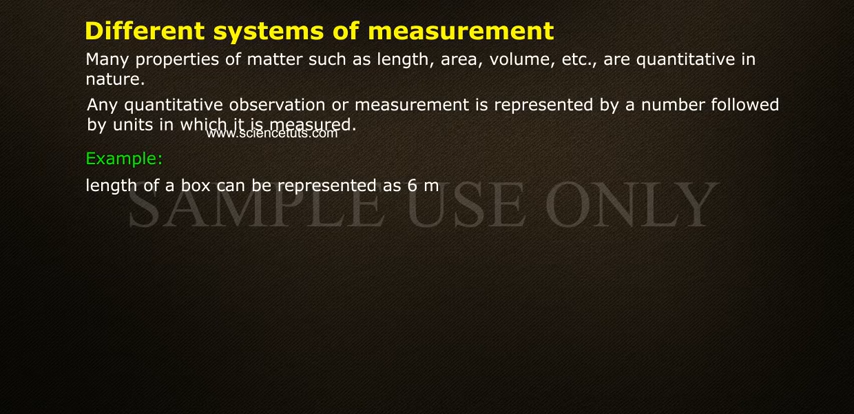 Different systems of measurement
Many properties of matter such as length, area, volume, etc., are quantitative in
nature.
Any quantitative observation or measurement is represented by a number followed
by units in which it is measured.
www.sciencetuts.com
Example:
length of a box can be represented as 6 m
SAMPLE USE ONLY